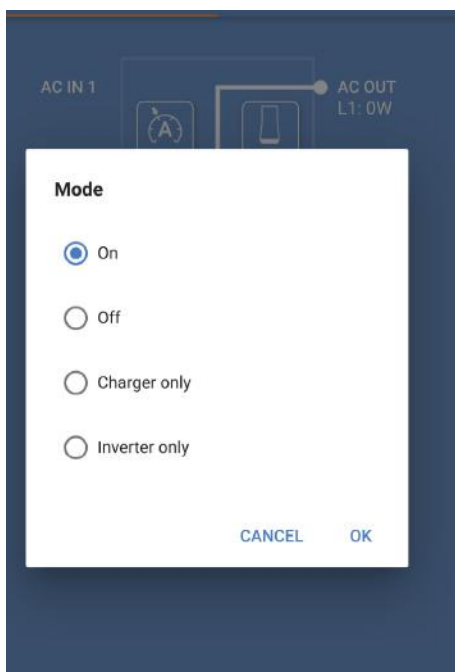 AC IN 1
AC OUT
L1: 0W
A
Mode
On
Off
Charger only
Inverter only
CANCEL
OK